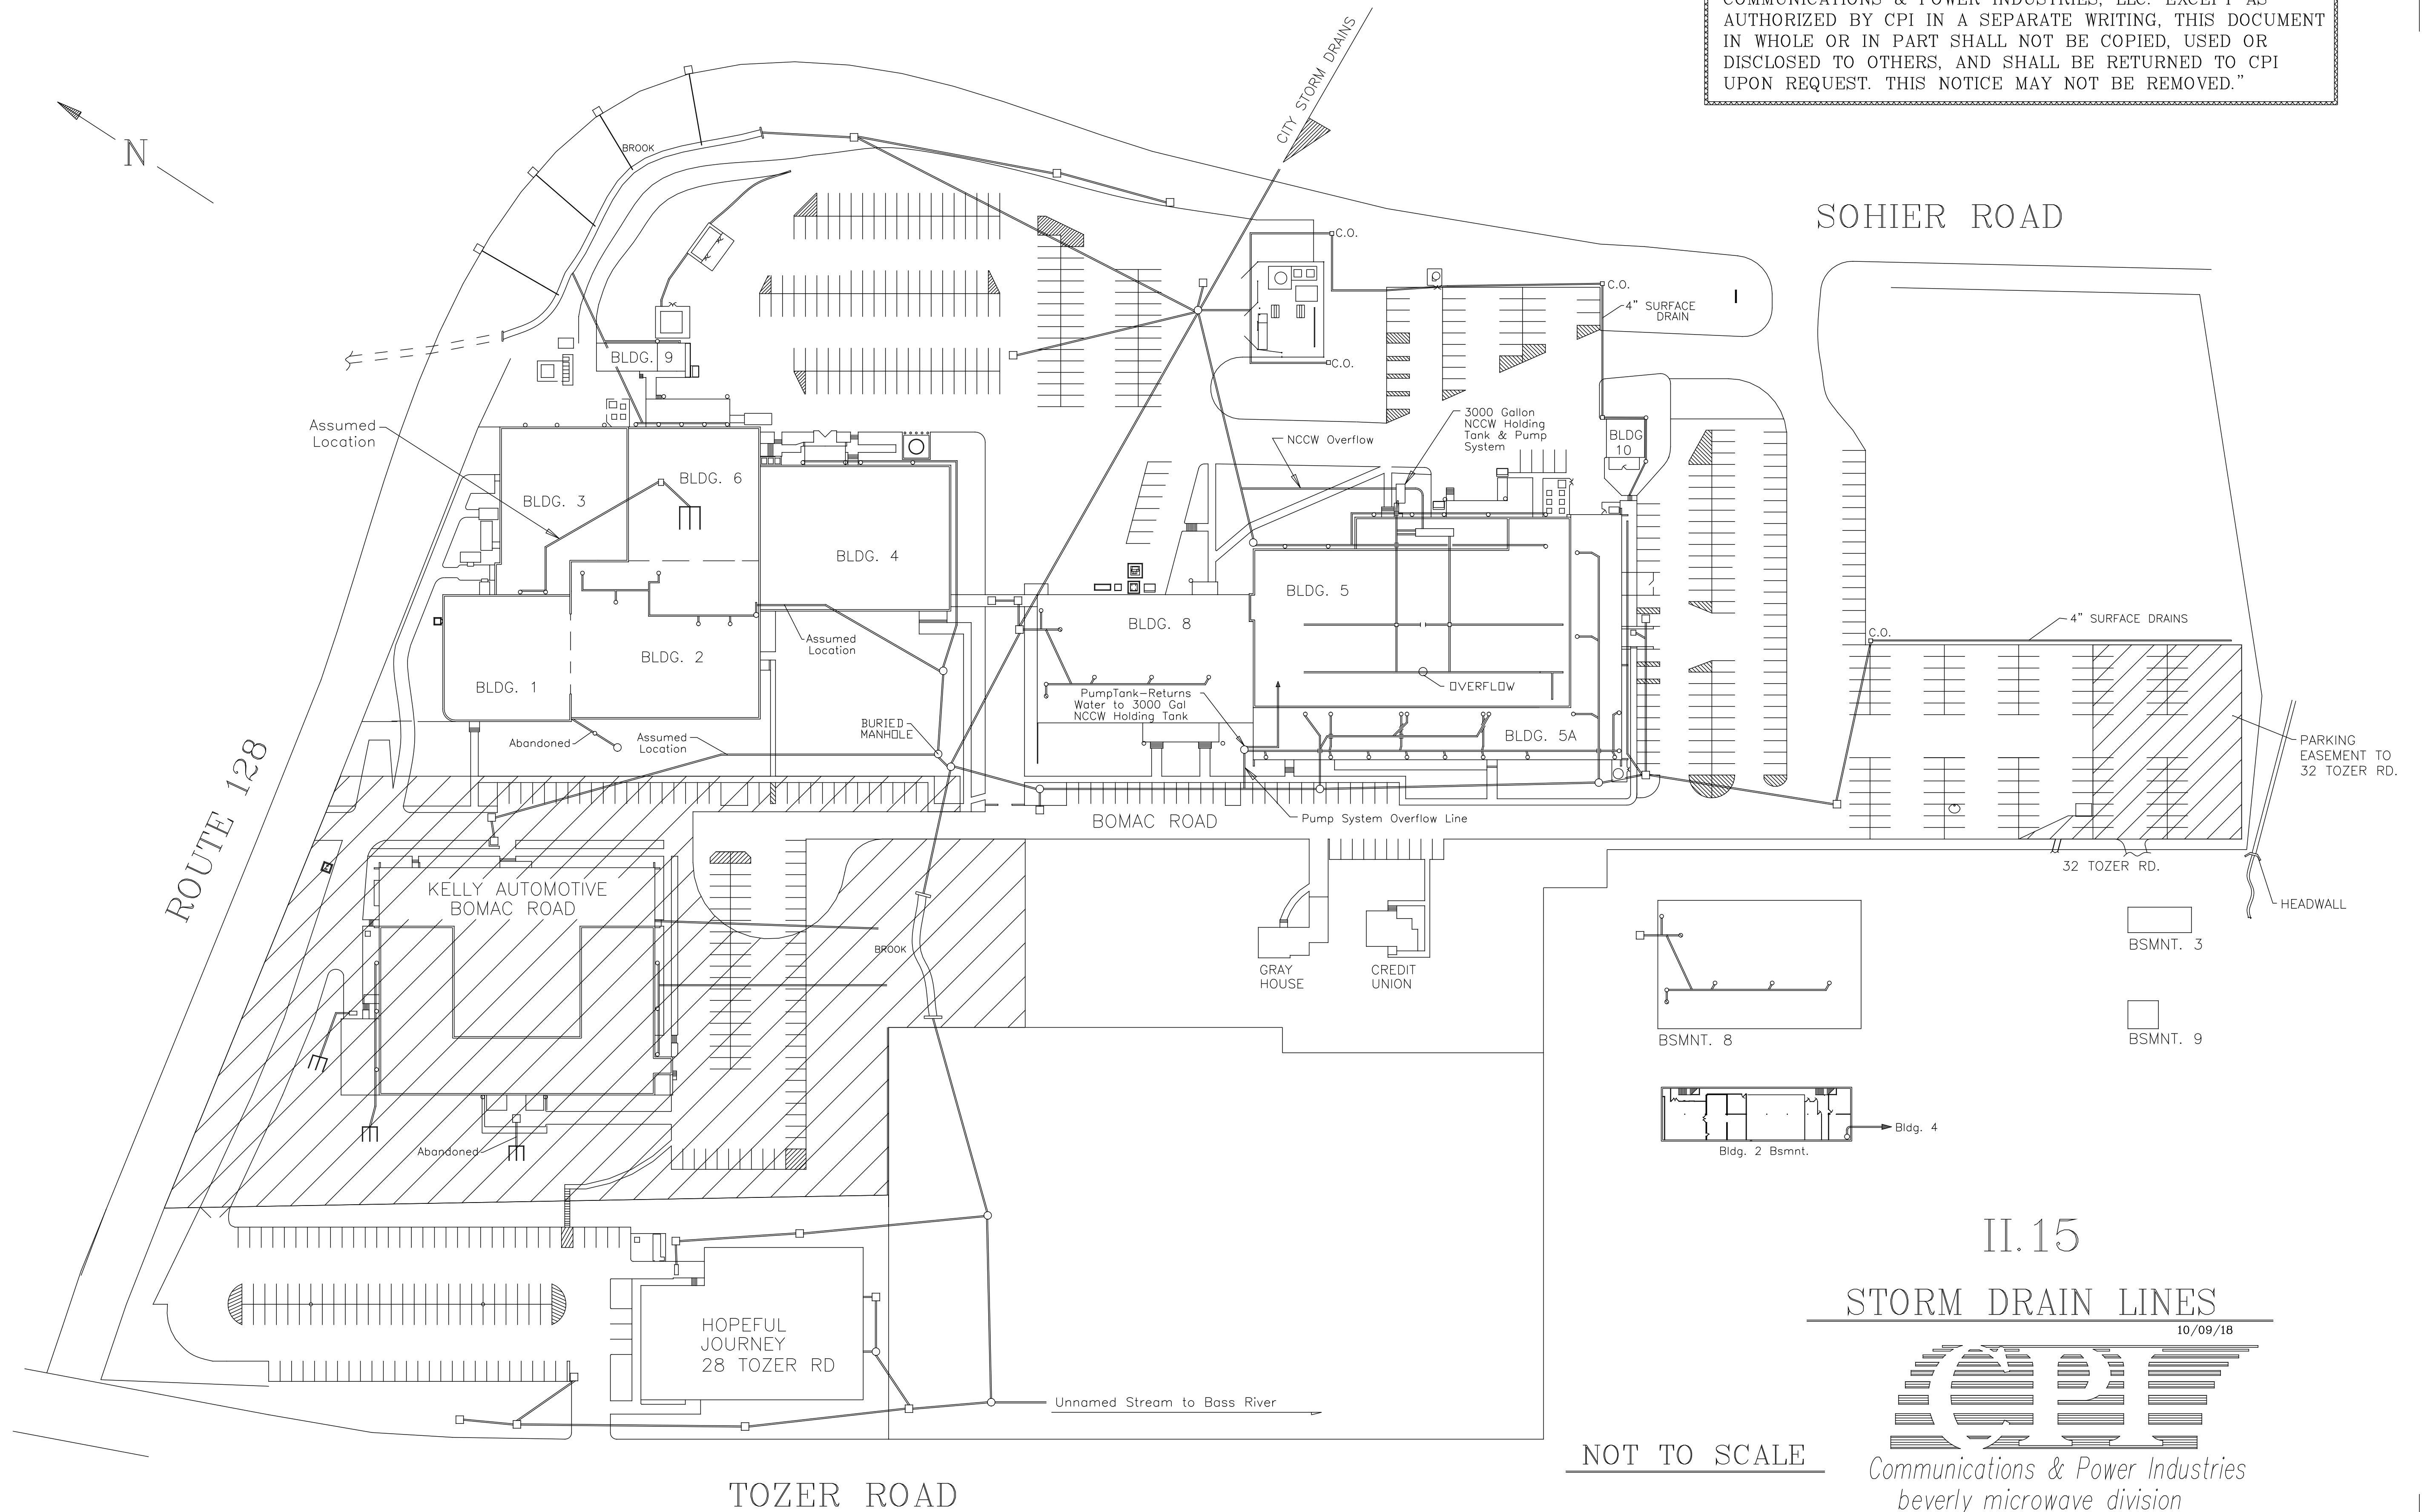 COMMUNICATIONS & POWER INDUSTRIES, LLC. EXCEPT AS
AUTHORIZED BY CPI IN A SEPARATE WRITING, THIS DOCUMENT
IN WHOLE OR IN PART SHALL NOT BE COPIED, USED OR
DISCLOSED TO OTHERS, AND SHALL BE RETURNED TO CPI
UPON REQUEST. THIS NOTICE MAY NOT BE REMOVED.”
CITY STORM DRAINS
N
BROOK
SOHIER ROAD
C.O.
C.O.
4" SURFACE
DRAIN
C.O.
BLDG. 9
Assumed
Location
3000 Gallon
NCCW Holding
Tank & Pump
System
NCCW Overflow
BLDG
10
BLDG. 6
BLDG. 3
BLDG. 4
BLDG. 5
BLDG. 8
4" SURFACE DRAINS
C.O.
Assumed
Location
BLDG. 2
BLDG. 1
OVERFLOW
PumpTank-Returns
Water to 3000 Gal
NCCW Holding Tank
BURIED
MANHOLE
Abandoned
Assumed
Location
BLDG. 5A
PARKING
EASEMENT TO
32 TOZER RD.
ROUTE 128
BOMAC ROAD
Pump System Overflow Line
32 TOZER RD.
KELLY AUTOMOTIVE
BOMAC ROAD
HEADWALL
BROOK
BSMNT. 3
GRAY
HOUSE
CREDIT
UNION
BSMNT. 8
BSMNT. 9
Bldg. 4
Abandoned
Bldg. 2 Bsmnt.
II.15
STORM DRAIN LINES
10/09/18
HOPEFUL
JOURNEY
28 TOZER RD
CPI
Unnamed Stream to Bass River
NOT TO SCALE
Communications & Power Industries
beverly microwave division
TOZER ROAD